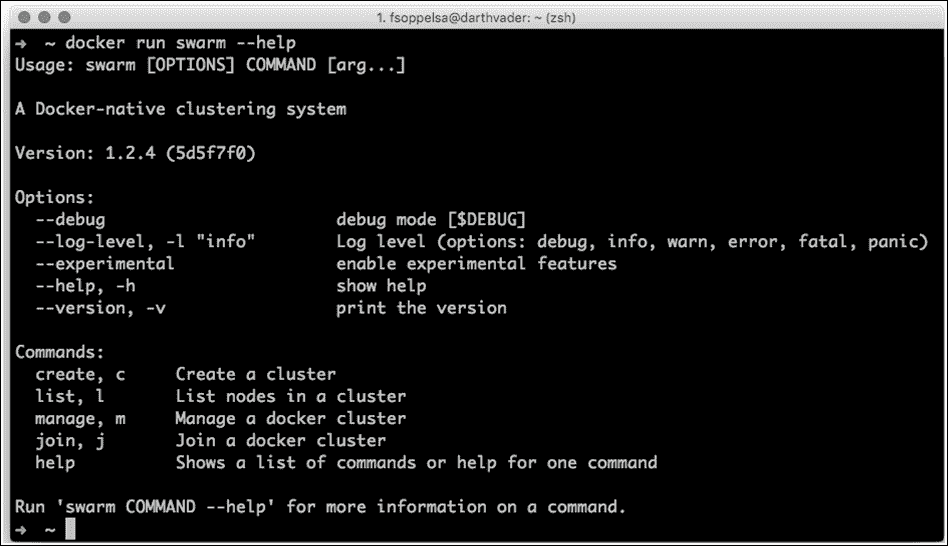 1. fsoppelsa@darthvader: ~ (zsh)
➜  ~ docker run swarm --help
Usage: swarm [OPTIONS] COMMAND [arg...]

A Docker-native clustering system

Version: 1.2.4 (5d5f7f0)

Options:
  --debug                       debug mode [$DEBUG]
  --log-level, -l "info"        Log level (options: debug, info, warn, error, fatal, panic)
  --experimental                enable experimental features
  --help, -h                    show help
  --version, -v                 print the version

Commands:
  create, c     Create a cluster
  list, l       List nodes in a cluster
  manage, m     Manage a docker cluster
  join, j       Join a docker cluster
  help          Shows a list of commands or help for one command

Run 'swarm COMMAND --help' for more information on a command.
➜  ~